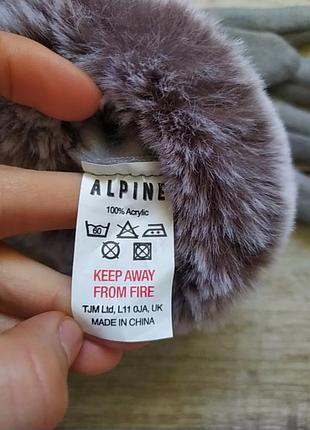 ALPINE
100% Acrylic
KEEP AWAY
FROM FIRE
TJM Ltd, L11 0JA, UK
MADE IN CHINA